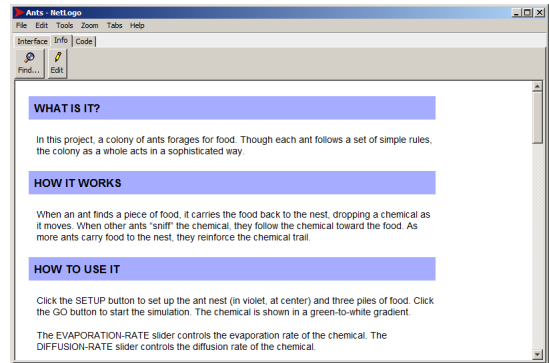 Ants - NetLogo
File Edit Tools Zoom Tabs Help
Interface Info Code
Find... Edit
WHAT IS IT?
In this project, a colony of ants forages for food. Though each ant follows a set of simple rules,
the colony as a whole acts in a sophisticated way.
HOW IT WORKS
When an ant finds a piece of food, it carries the food back to the nest, dropping a chemical as
it moves. When other ants “sniff” the chemical, they follow the chemical toward the food. As
more ants carry food to the nest, they reinforce the chemical trail.
HOW TO USE IT
Click the SETUP button to set up the ant nest (in violet, at center) and three piles of food. Click
the GO button to start the simulation. The chemical is shown in a green-to-white gradient.
The EVAPORATION-RATE slider controls the evaporation rate of the chemical. The
DIFFUSION-RATE slider controls the diffusion rate of the chemical.